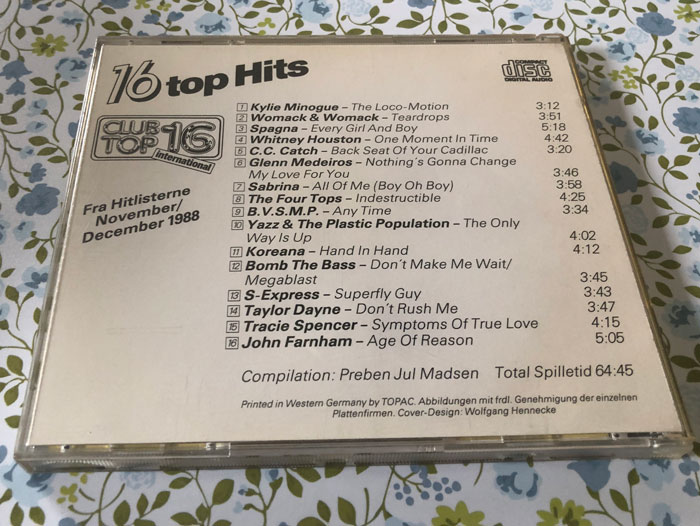 16 top Hits
COMPACT
disc
DIGITAL AUDIO
CLUB
TOP 16
international
Fra Hitlisterne
November/
December 1988
1 Kylie Minogue – The Loco-Motion 3:12
2 Womack & Womack – Teardrops 3:51
3 Spagna – Every Girl And Boy 5:18
4 Whitney Houston – One Moment In Time 4:42
5 C.C. Catch – Back Seat Of Your Cadillac 3:20
6 Glenn Medeiros – Nothing's Gonna Change
My Love For You 3:46
7 Sabrina – All Of Me (Boy Oh Boy) 3:58
8 The Four Tops – Indestructible 4:25
9 B.V.S.M.P. – Any Time 3:34
10 Yazz & The Plastic Population – The Only
Way Is Up 4:02
11 Koreana – Hand In Hand 4:12
12 Bomb The Bass – Don´t Make Me Wait/
Megablast 3:45
13 S-Express – Superfly Guy 3:43
14 Taylor Dayne – Don´t Rush Me 3:47
15 Tracie Spencer – Symptoms Of True Love 4:15
16 John Farnham – Age Of Reason 5:05
Compilation: Preben Jul Madsen Total Spilletid 64:45
Printed in Western Germany by TOPAC. Abbildungen mit frdl. Genehmigung der einzelnen
Plattenfirmen. Cover-Design: Wolfgang Hennecke